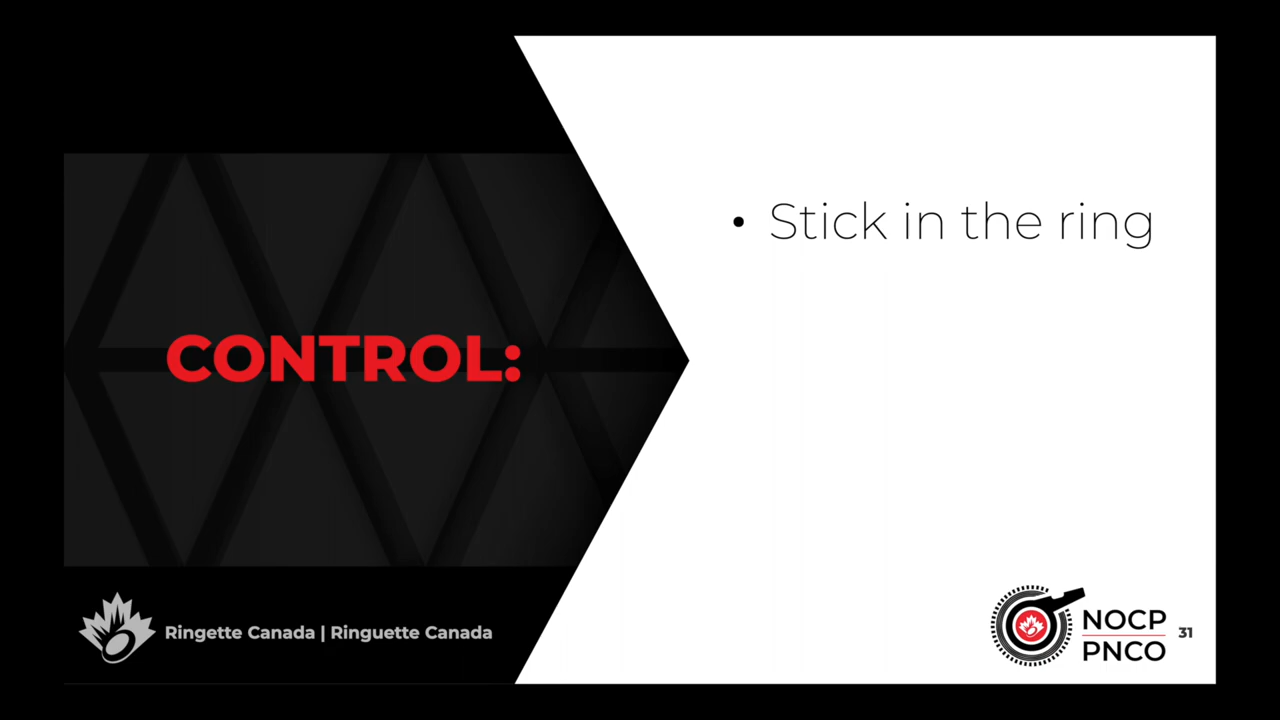 CONTROL:
• Stick in the ring
Ringette Canada | Ringuette Canada
NOCP
PNCO
31